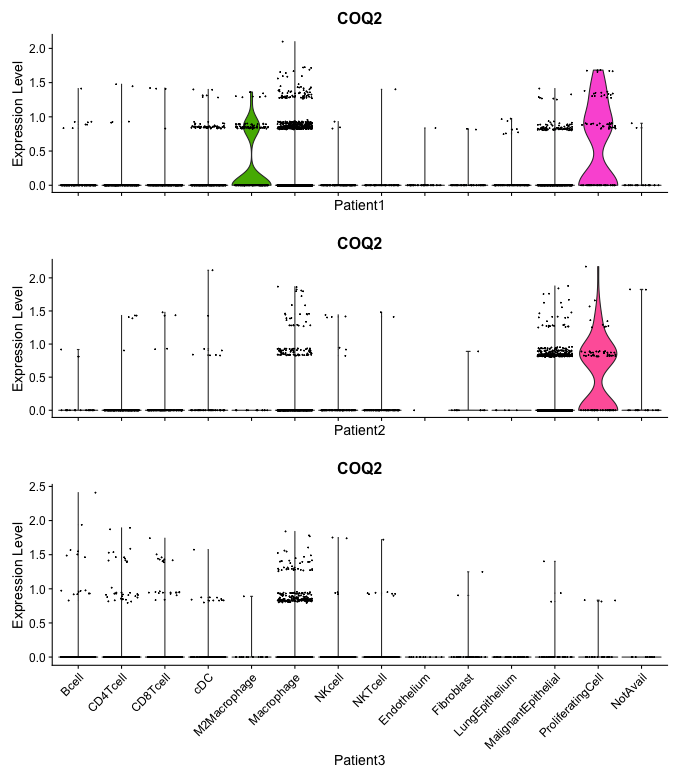 COQ2
2.0
1.5
1.0
0.5
0.0
Expression Level
Patient1
COQ2
2.0
1.5
1.0
0.5
0.0
Expression Level
Patient2
COQ2
2.5
2.0
1.5
1.0
0.5
0.0
Expression Level
Bcell
CD4Tcell
CD8Tcell
cDC
M2Macrophage
Macrophage
NKcell
NKTcell
Endothelium
Fibroblast
LungEpithelium
MalignantEpithelial
ProliferatingCell
NotAvail
Patient3